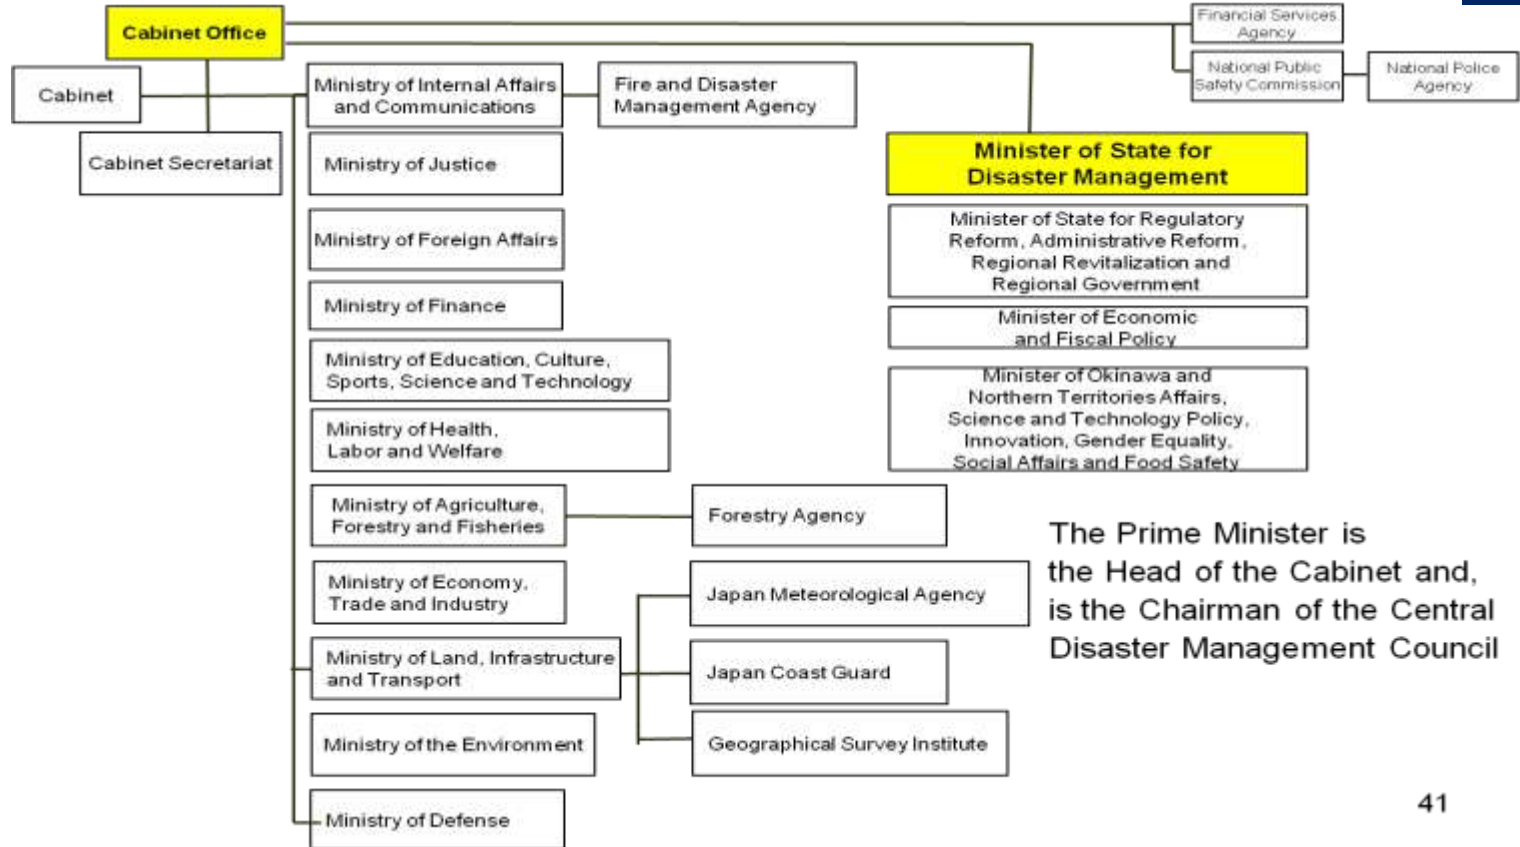 Cabinet Office
Financial Services
Agency
National Public
Safety Commission
National Police
Agency
Cabinet
Ministry of Internal Affairs
and Communications
Fire and Disaster
Management Agency
Cabinet Secretariat
Ministry of Justice
Minister of State for
Disaster Management
Ministry of Foreign Affairs
Minister of State for Regulatory
Reform, Administrative Reform,
Regional Revitalization and
Regional Government
Ministry of Finance
Minister of Economic
and Fiscal Policy
Ministry of Education, Culture,
Sports, Science and Technology
Minister of Okinawa and
Northern Territories Affairs,
Science and Technology Policy,
Innovation, Gender Equality,
Social Affairs and Food Safety
Ministry of Health,
Labor and Welfare
Ministry of Agriculture,
Forestry and Fisheries
Forestry Agency
The Prime Minister is
the Head of the Cabinet and,
is the Chairman of the Central
Disaster Management Council
Ministry of Economy,
Trade and Industry
Japan Meteorological Agency
Ministry of Land, Infrastructure
and Transport
Japan Coast Guard
Ministry of the Environment
Geographical Survey Institute
Ministry of Defense
41